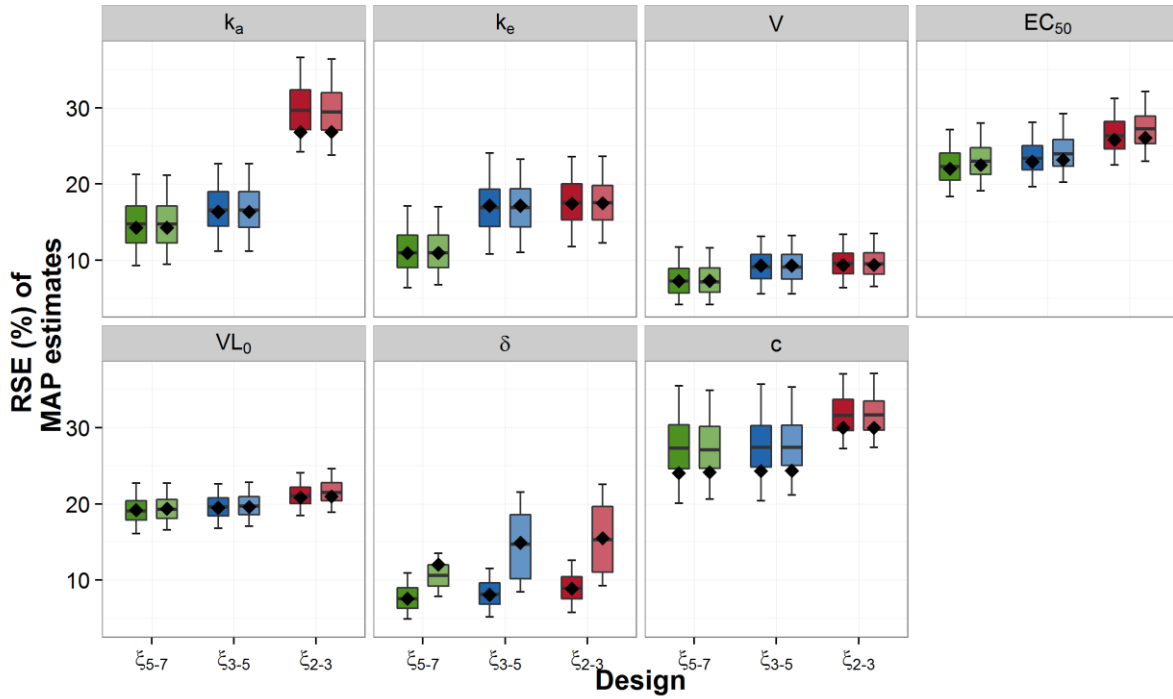 kₐ
kₑ
V
EC₅₀
30
20
10
VL₀
δ
c
30
20
10
RSE (%) of
MAP estimates
ξ₅₋₇ ξ₃₋₅ ξ₂₋₃
ξ₅₋₇ ξ₃₋₅ ξ₂₋₃
ξ₅₋₇ ξ₃₋₅ ξ₂₋₃
Design